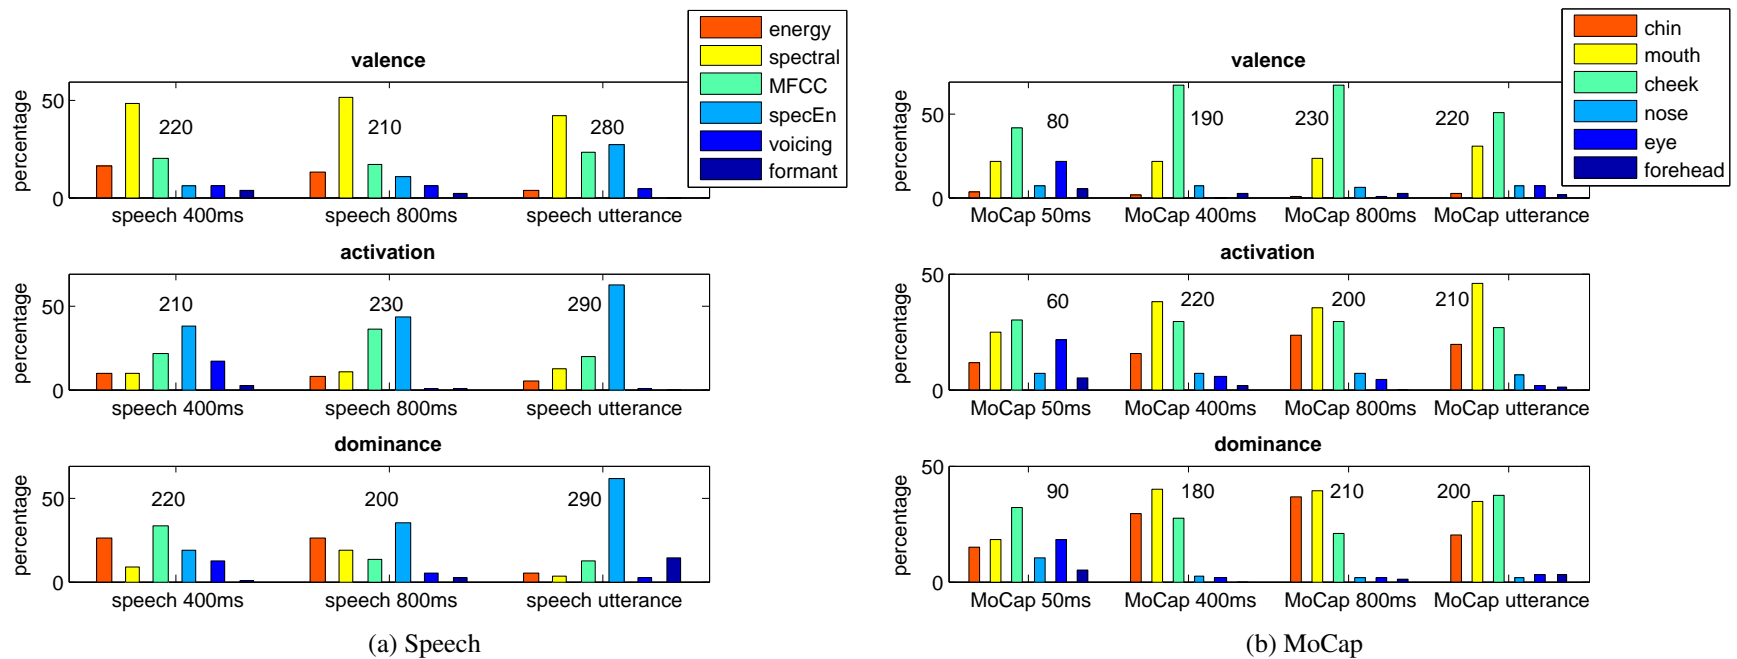 valence
percentage
50
0
220
210
280
speech 400ms
speech 800ms
speech utterance
energy
spectral
MFCC
specEn
voicing
formant
activation
percentage
50
0
210
230
290
speech 400ms
speech 800ms
speech utterance
dominance
percentage
50
0
220
200
290
speech 400ms
speech 800ms
speech utterance
(a) Speech
valence
percentage
50
0
80
190
230
220
MoCap 50ms
MoCap 400ms
MoCap 800ms
MoCap utterance
chin
mouth
cheek
nose
eye
forehead
activation
percentage
50
0
60
220
200
210
MoCap 50ms
MoCap 400ms
MoCap 800ms
MoCap utterance
dominance
percentage
50
0
90
180
210
200
MoCap 50ms
MoCap 400ms
MoCap 800ms
MoCap utterance
(b) MoCap